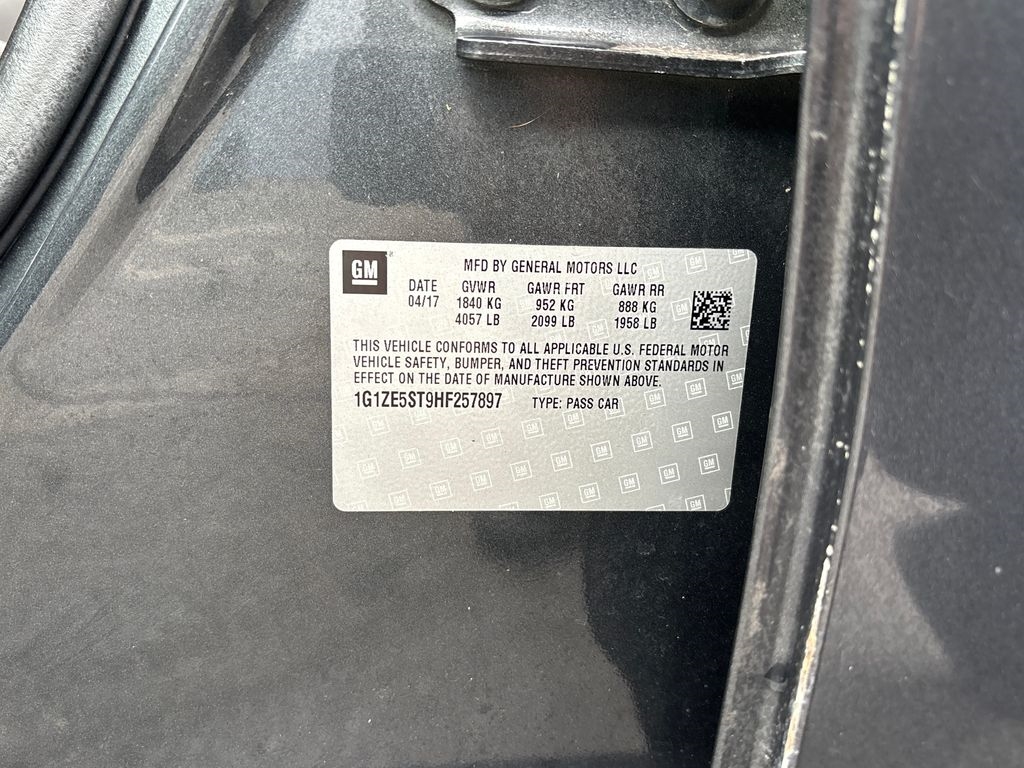 GM
MFD BY GENERAL MOTORS LLC
DATE GVWR GAWR FRT GAWR RR
04/17 1840 KG 952 KG 888 KG
4057 LB 2099 LB 1958 LB
THIS VEHICLE CONFORMS TO ALL APPLICABLE U.S. FEDERAL MOTOR
VEHICLE SAFETY, BUMPER, AND THEFT PREVENTION STANDARDS IN
EFFECT ON THE DATE OF MANUFACTURE SHOWN ABOVE.
1G1ZE5ST9HF257897 TYPE: PASS CAR